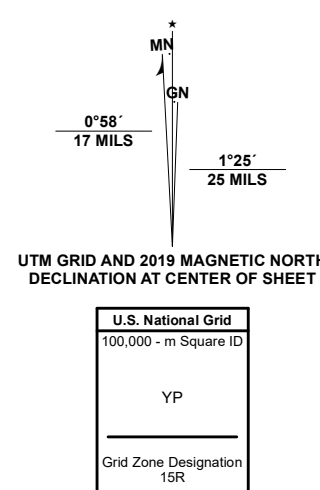 ★
MN
GN
0°58´
17 MILS
1°25´
25 MILS
UTM GRID AND 2019 MAGNETIC NORTH
DECLINATION AT CENTER OF SHEET
U.S. National Grid
100,000 - m Square ID
YP
Grid Zone Designation
15R